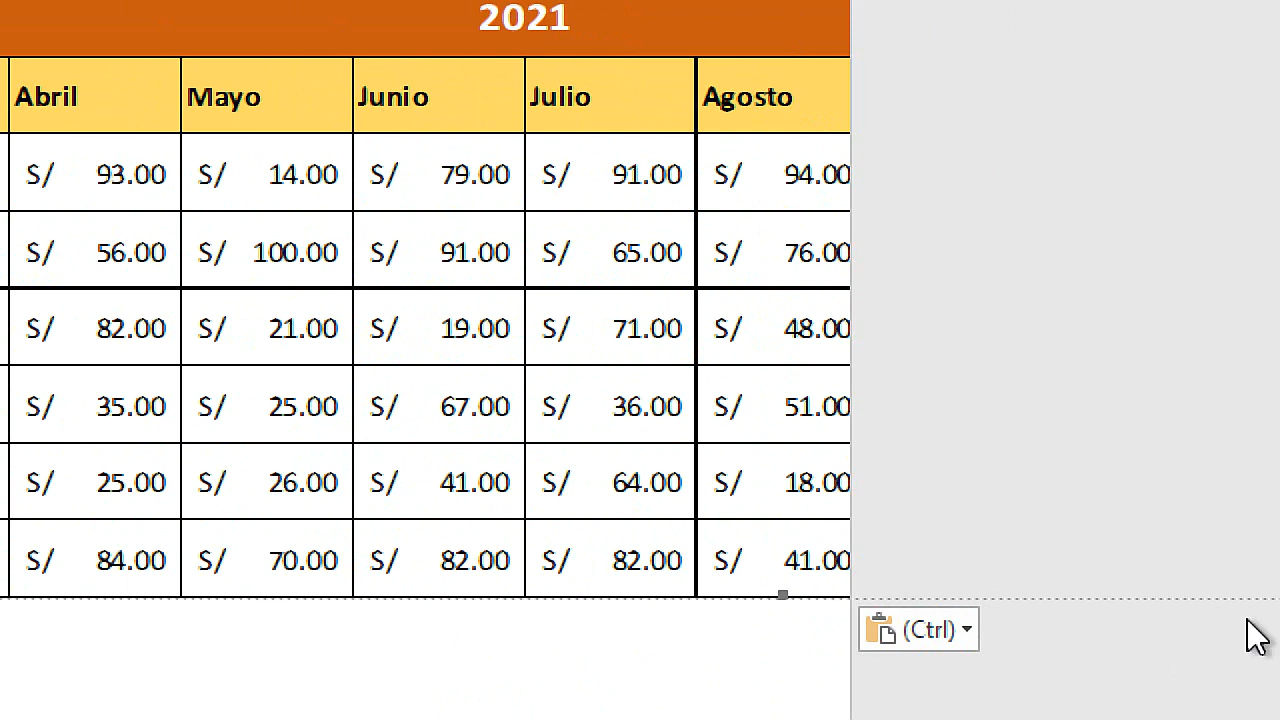 2021
Abril Mayo Junio Julio Agosto
S/ 93.00 S/ 14.00 S/ 79.00 S/ 91.00 S/ 94.00
S/ 56.00 S/ 100.00 S/ 91.00 S/ 65.00 S/ 76.00
S/ 82.00 S/ 21.00 S/ 19.00 S/ 71.00 S/ 48.00
S/ 35.00 S/ 25.00 S/ 67.00 S/ 36.00 S/ 51.00
S/ 25.00 S/ 26.00 S/ 41.00 S/ 64.00 S/ 18.00
S/ 84.00 S/ 70.00 S/ 82.00 S/ 82.00 S/ 41.00
(Ctrl)